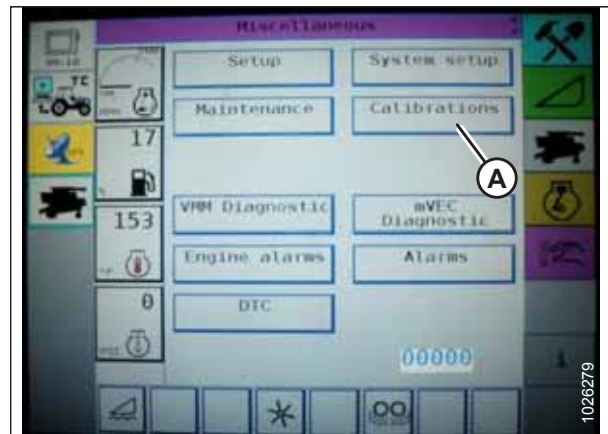 Miscellaneous
Setup
System setup
TC
Maintenance
Calibrations
17
A
VMM Diagnostic
mVEC
Diagnostic
153
Engine alarms
Alarms
0
DTC
00000
1026279